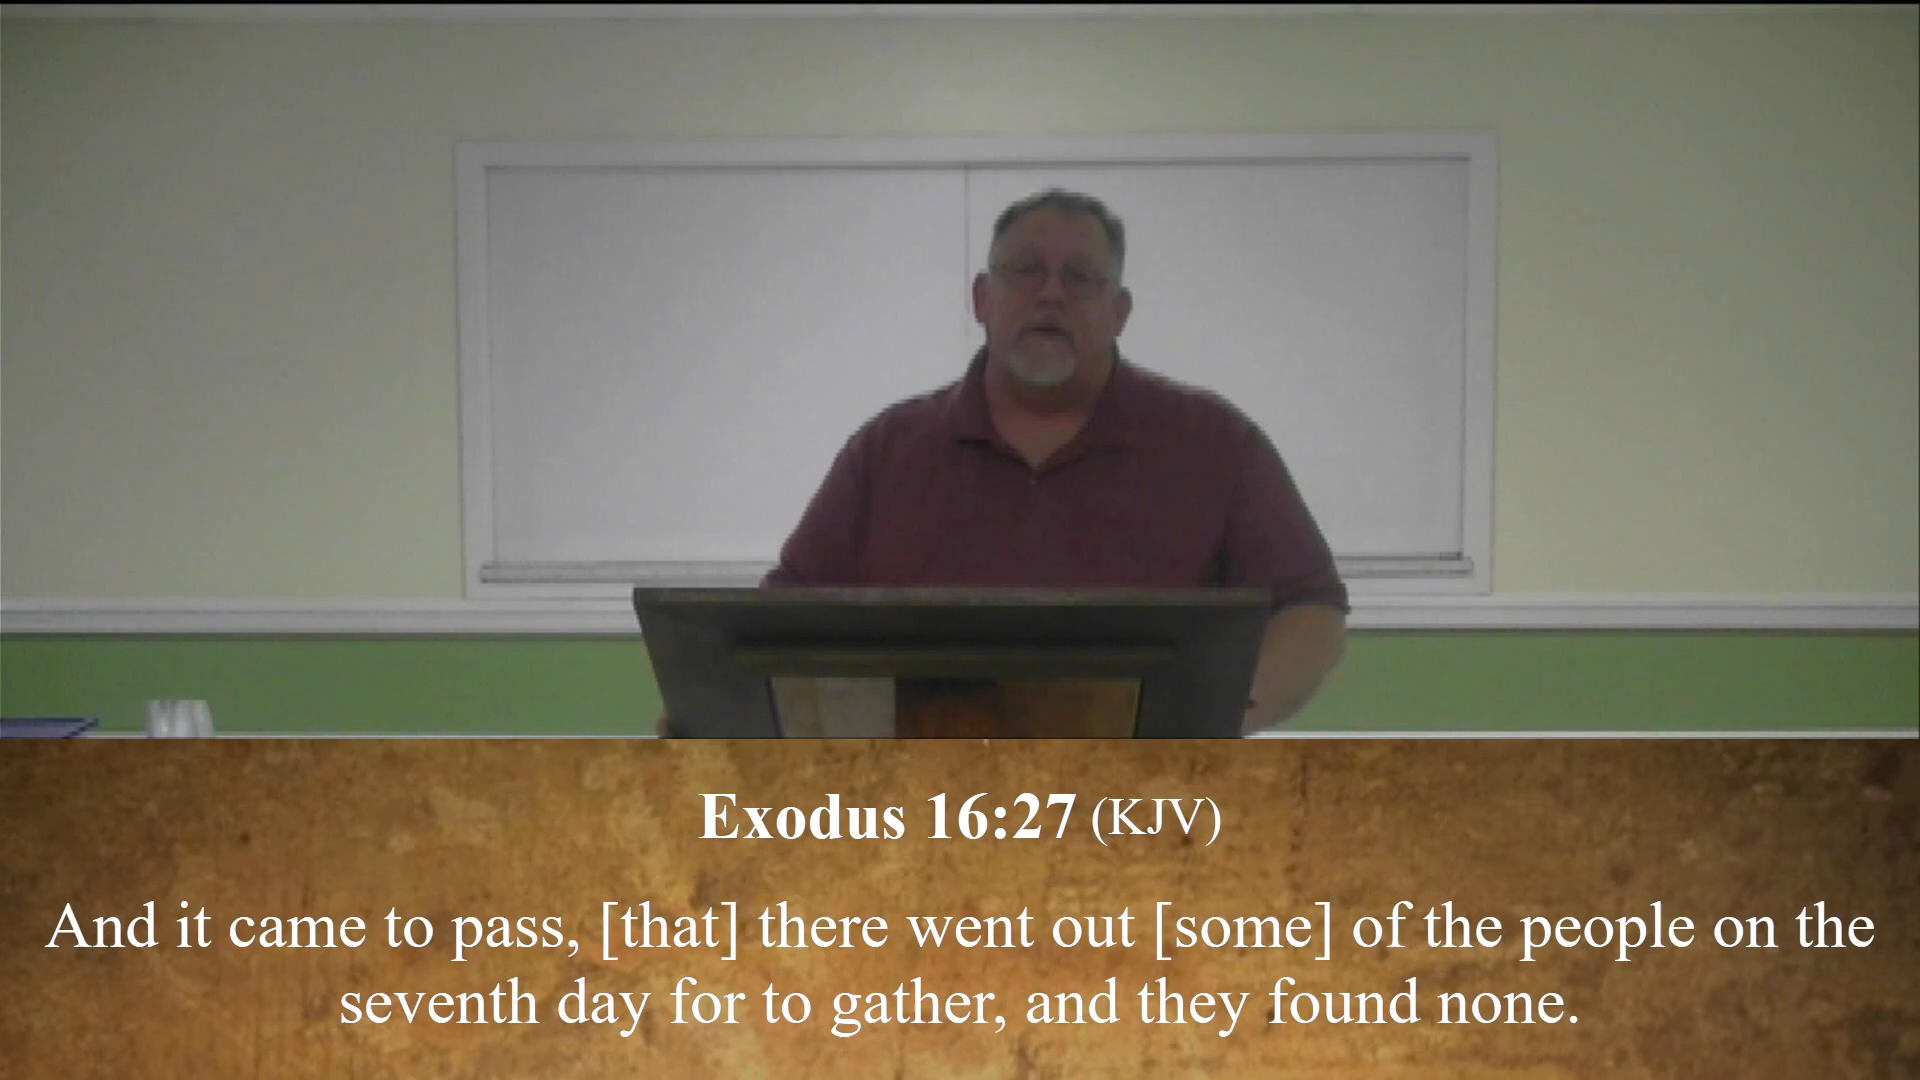 Exodus 16:27 (KJV)
And it came to pass, [that] there went out [some] of the people on the
seventh day for to gather, and they found none.